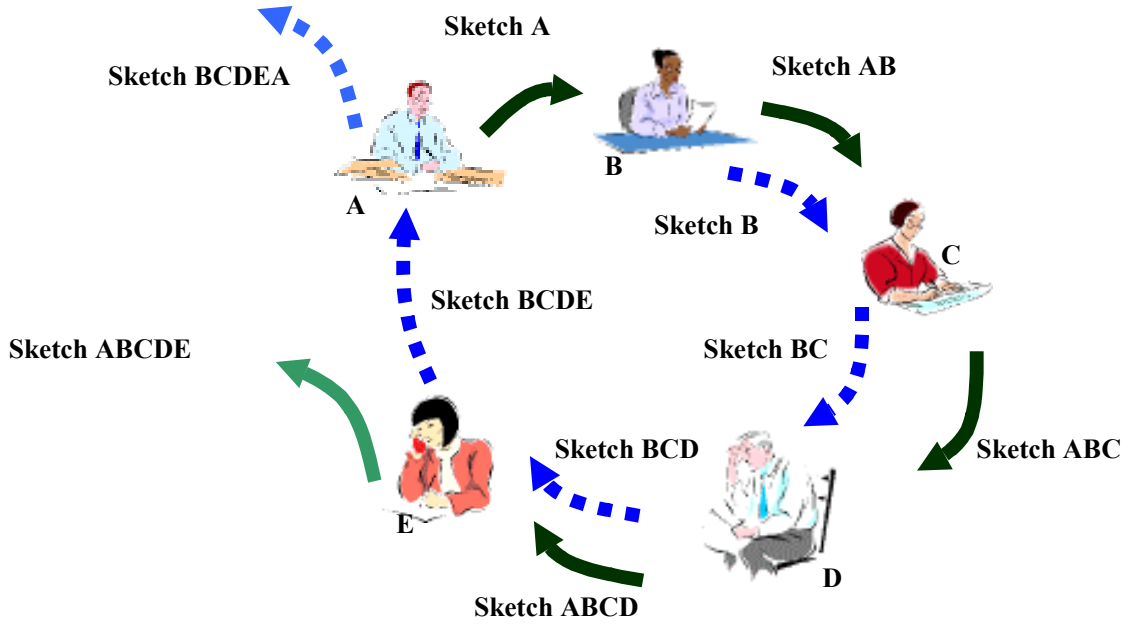 Sketch A
Sketch AB
Sketch BCDEA
B
A
Sketch B
C
Sketch BCDE
Sketch BC
Sketch ABCDE
Sketch BCD
Sketch ABC
E
D
Sketch ABCD